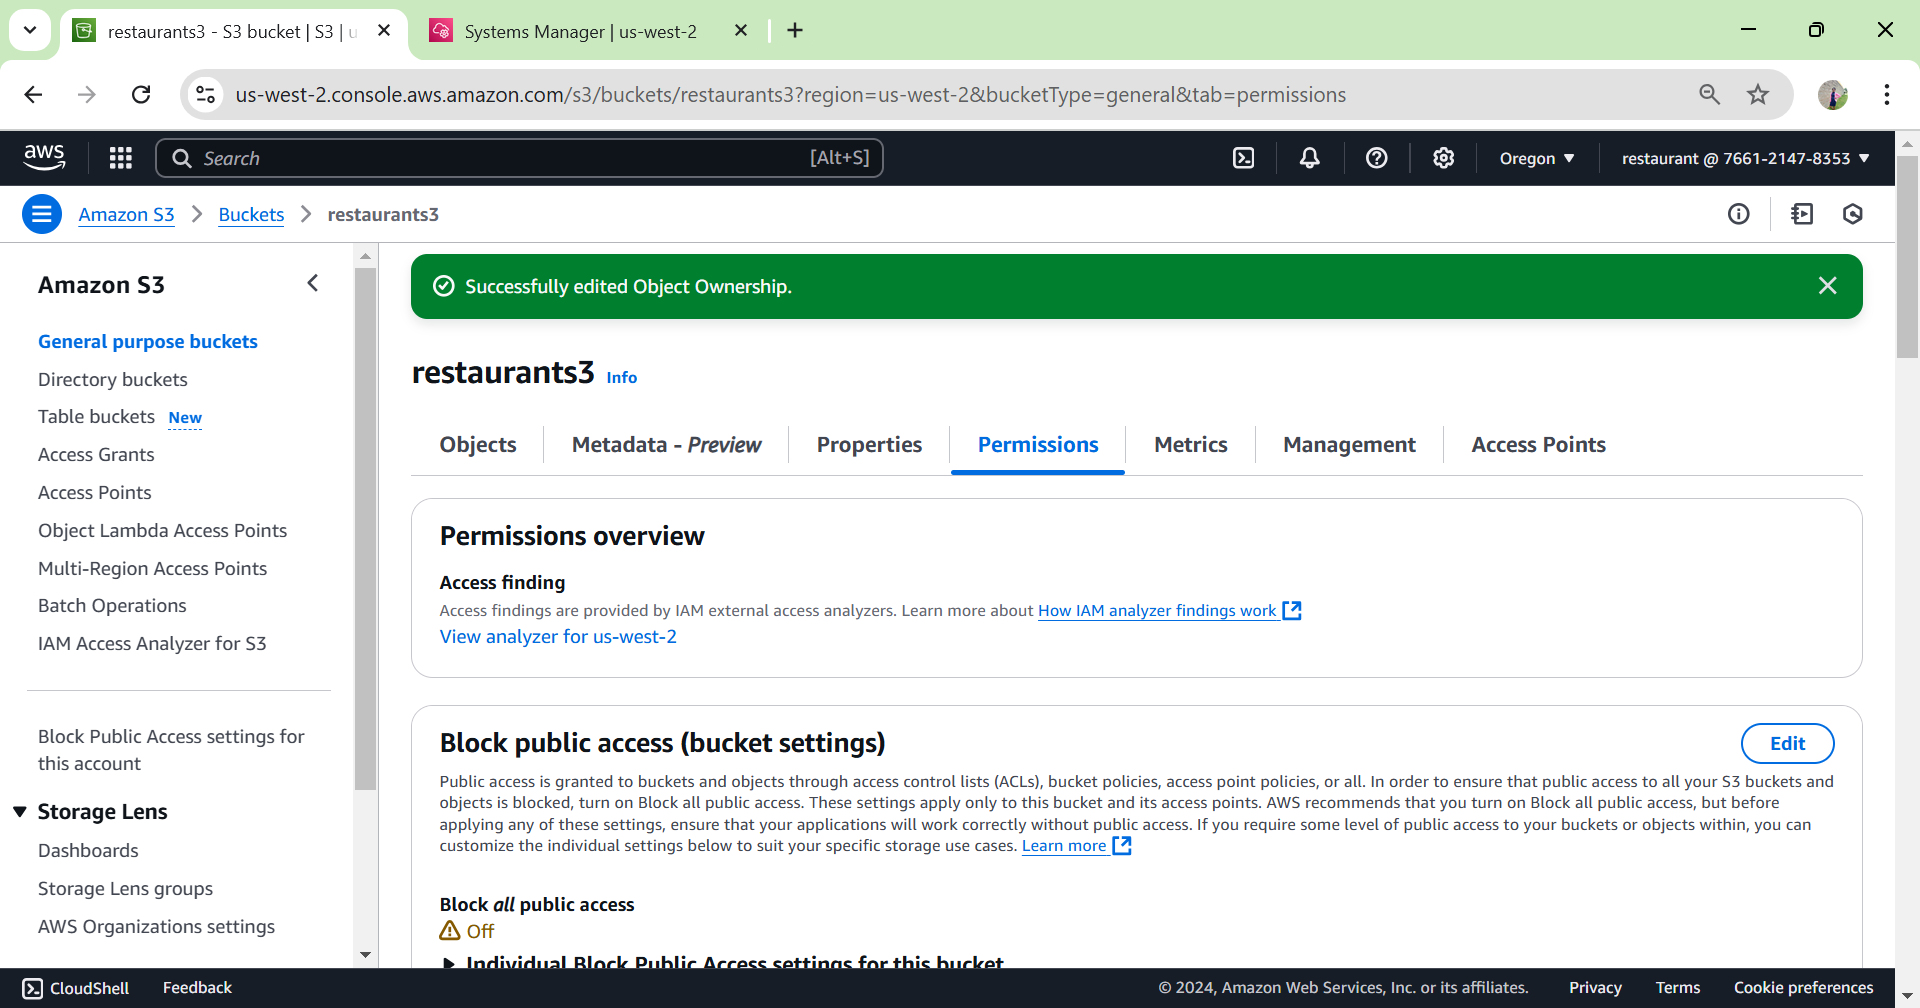 restaurants3 - S3 bucket | S3 | u
Systems Manager | us-west-2
us-west-2.console.aws.amazon.com/s3/buckets/restaurants3?region=us-west-2&bucketType=general&tab=permissions
aws
Search
[Alt+S]
Oregon
restaurant @ 7661-2147-8353
Amazon S3
Buckets
restaurants3
Amazon S3
General purpose buckets
Directory buckets
Table buckets New
Access Grants
Access Points
Object Lambda Access Points
Multi-Region Access Points
Batch Operations
IAM Access Analyzer for S3
Block Public Access settings for
this account
Storage Lens
Dashboards
Storage Lens groups
AWS Organizations settings
Successfully edited Object Ownership.
restaurants3 Info
Objects
Metadata - Preview
Properties
Permissions
Metrics
Management
Access Points
Permissions overview
Access finding
Access findings are provided by IAM external access analyzers. Learn more about How IAM analyzer findings work
View analyzer for us-west-2
Block public access (bucket settings)
Edit
Public access is granted to buckets and objects through access control lists (ACLs), bucket policies, access point policies, or all. In order to ensure that public access to all your S3 buckets and
objects is blocked, turn on Block all public access. These settings apply only to this bucket and its access points. AWS recommends that you turn on Block all public access, but before
applying any of these settings, ensure that your applications will work correctly without public access. If you require some level of public access to your buckets or objects within, you can
customize the individual settings below to suit your specific storage use cases. Learn more
Block all public access
Off
Individual Block Public Access settings for this bucket
CloudShell
Feedback
© 2024, Amazon Web Services, Inc. or its affiliates.
Privacy
Terms
Cookie preferences